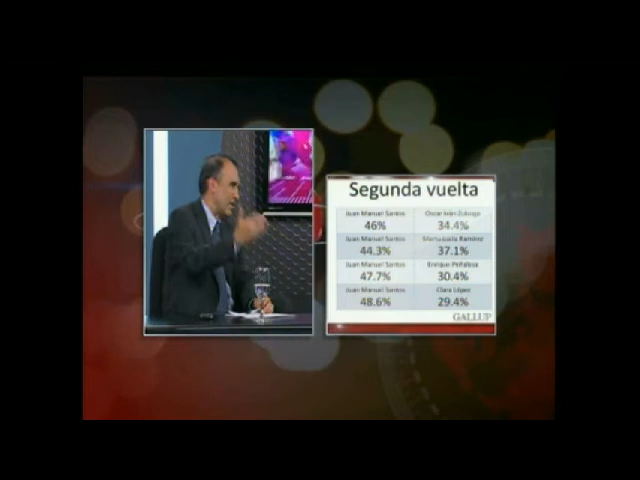 Segunda vuelta
Juan Manuel Santos Oscar Iván Zuluaga
46% 34.4%
Juan Manuel Santos Marta Lucía Ramírez
44.3% 37.1%
Juan Manuel Santos Enrique Peñalosa
47.7% 30.4%
Juan Manuel Santos Clara López
48.6% 29.4%
GALLUP